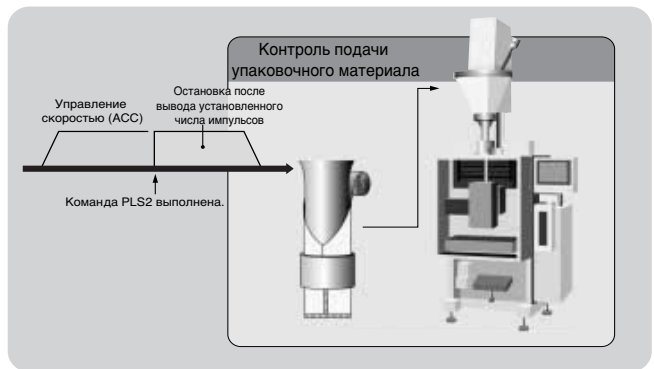 Контроль подачи
упаковочного материала
Остановка после
вывода установленного
числа импульсов
Управление
скоростью (ACC)
Команда PLS2 выполнена.